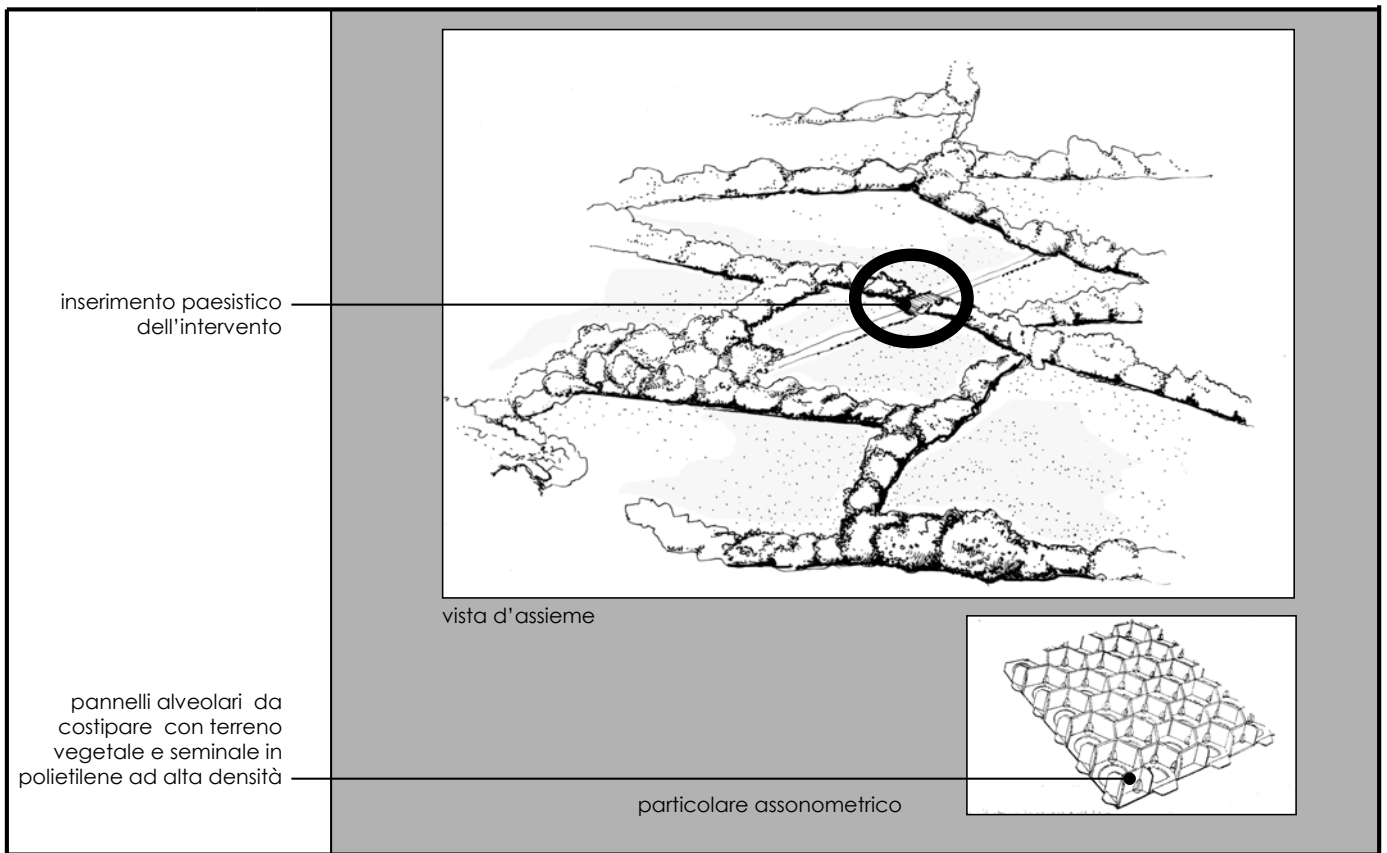 inserimento paesistico
dell'intervento
vista d'assieme
pannelli alveolari da
costipare con terreno
vegetale e seminale in
polietilene ad alta densità
particolare assonometrico